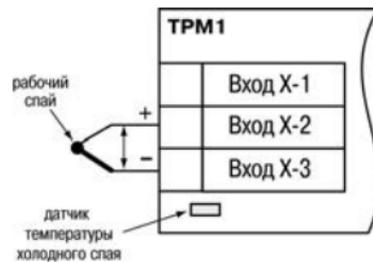 ТРМ1
Вход X-1
рабочий
спай
+
Вход X-2
−
Вход X-3
датчик
температуры
холодного спая